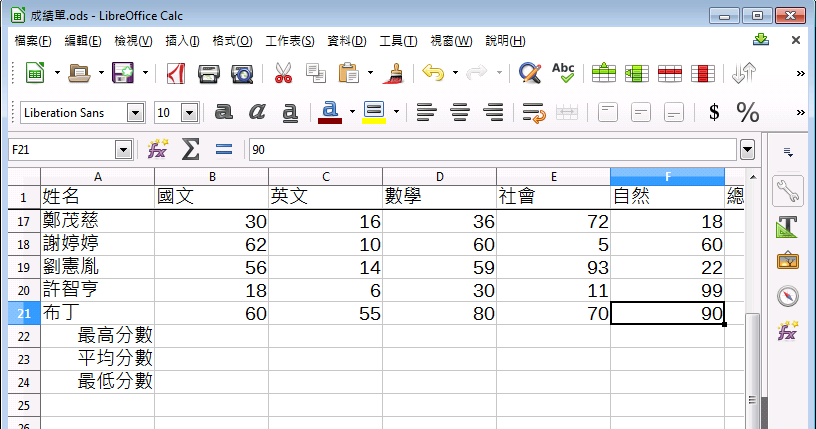 成績單.ods - LibreOffice Calc
檔案(F) 編輯(E) 檢視(V) 插入(I) 格式(O) 工作表(S) 資料(D) 工具(T) 視窗(W) 說明(H)
Abc
Liberation Sans 10 a a a a $ %
F21 fx Σ = 90
A B C D E F
1 姓名 國文 英文 數學 社會 自然 總
17 鄭茂慈 30 16 36 72 18
18 謝婷婷 62 10 60 5 60
19 劉憲胤 56 14 59 93 22
20 許智亨 18 6 30 11 99
21 布丁 60 55 80 70 90
22 最高分數
23 平均分數
24 最低分數
25
26